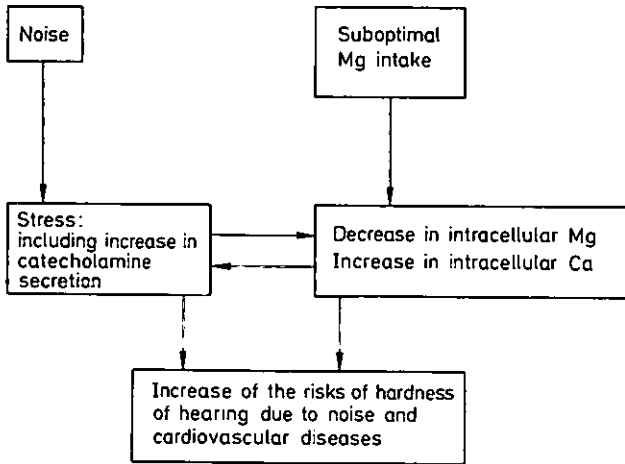 Noise
Suboptimal
Mg intake
Stress:
including increase in
catecholamine
secretion
Decrease in intracellular Mg
Increase in intracellular Ca
Increase of the risks of hardness
of hearing due to noise and
cardiovascular diseases